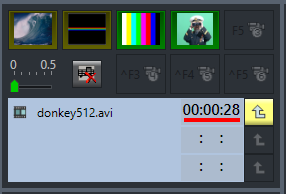 F5
0 0.5
^F3 ^F4 ^F5
donkey512.avi 00:00:28
: :
: :